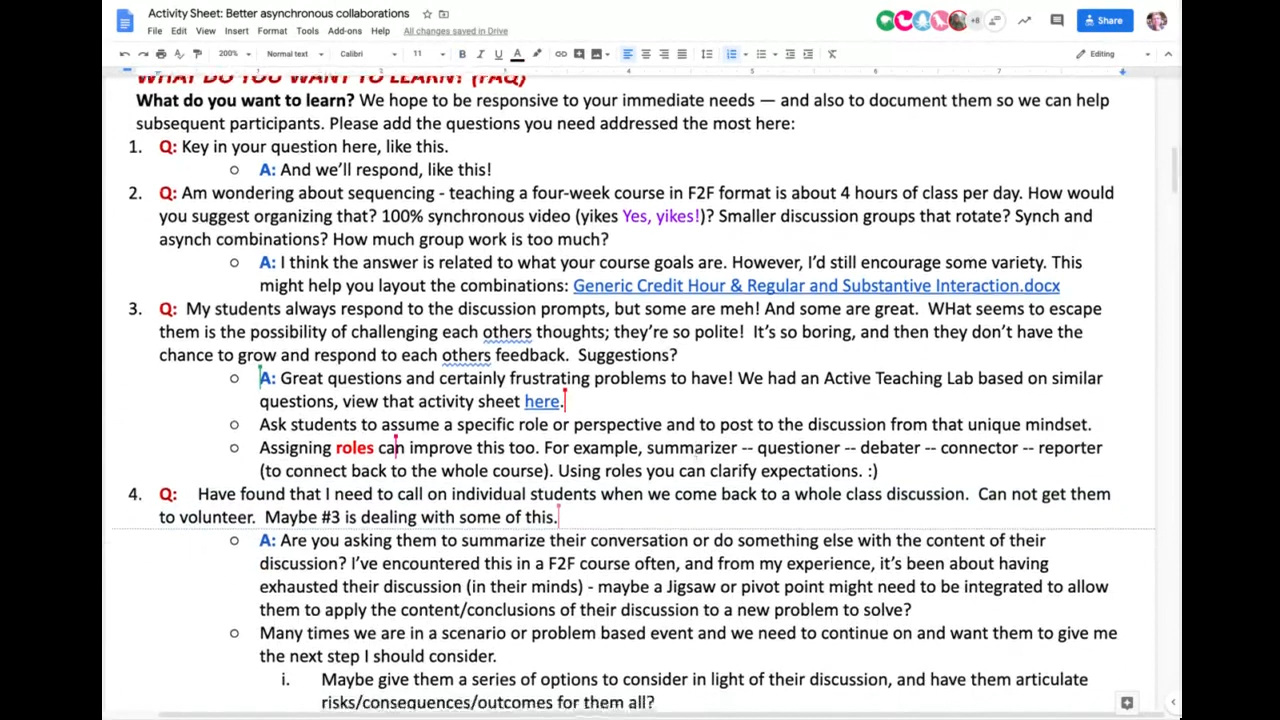 Activity Sheet: Better asynchronous collaborations
+8
Share
File Edit View Insert Format Tools Add-ons Help All changes saved in Drive
200% Normal text Calibri 11 B I U A Editing
1 2 4 5 6 7
WHAT DO YOU WANT TO LEARN? (FAQ)
What do you want to learn? We hope to be responsive to your immediate needs — and also to document them so we can help
subsequent participants. Please add the questions you need addressed the most here:
1. Q: Key in your question here, like this.
○ A: And we'll respond, like this!
2. Q: Am wondering about sequencing - teaching a four-week course in F2F format is about 4 hours of class per day. How would
you suggest organizing that? 100% synchronous video (yikes Yes, yikes!)? Smaller discussion groups that rotate? Synch and
asynch combinations? How much group work is too much?
○ A: I think the answer is related to what your course goals are. However, I'd still encourage some variety. This
might help you layout the combinations: Generic Credit Hour & Regular and Substantive Interaction.docx
3. Q: My students always respond to the discussion prompts, but some are meh! And some are great. WHat seems to escape
them is the possibility of challenging each others thoughts; they're so polite! It's so boring, and then they don't have the
chance to grow and respond to each others feedback. Suggestions?
○ A: Great questions and certainly frustrating problems to have! We had an Active Teaching Lab based on similar
questions, view that activity sheet here.
○ Ask students to assume a specific role or perspective and to post to the discussion from that unique mindset.
○ Assigning roles can improve this too. For example, summarizer -- questioner -- debater -- connector -- reporter
(to connect back to the whole course). Using roles you can clarify expectations. :)
4. Q: Have found that I need to call on individual students when we come back to a whole class discussion. Can not get them
to volunteer. Maybe #3 is dealing with some of this.
○ A: Are you asking them to summarize their conversation or do something else with the content of their
discussion? I've encountered this in a F2F course often, and from my experience, it's been about having
exhausted their discussion (in their minds) - maybe a Jigsaw or pivot point might need to be integrated to allow
them to apply the content/conclusions of their discussion to a new problem to solve?
○ Many times we are in a scenario or problem based event and we need to continue on and want them to give me
the next step I should consider.
i. Maybe give them a series of options to consider in light of their discussion, and have them articulate
risks/consequences/outcomes for them all?